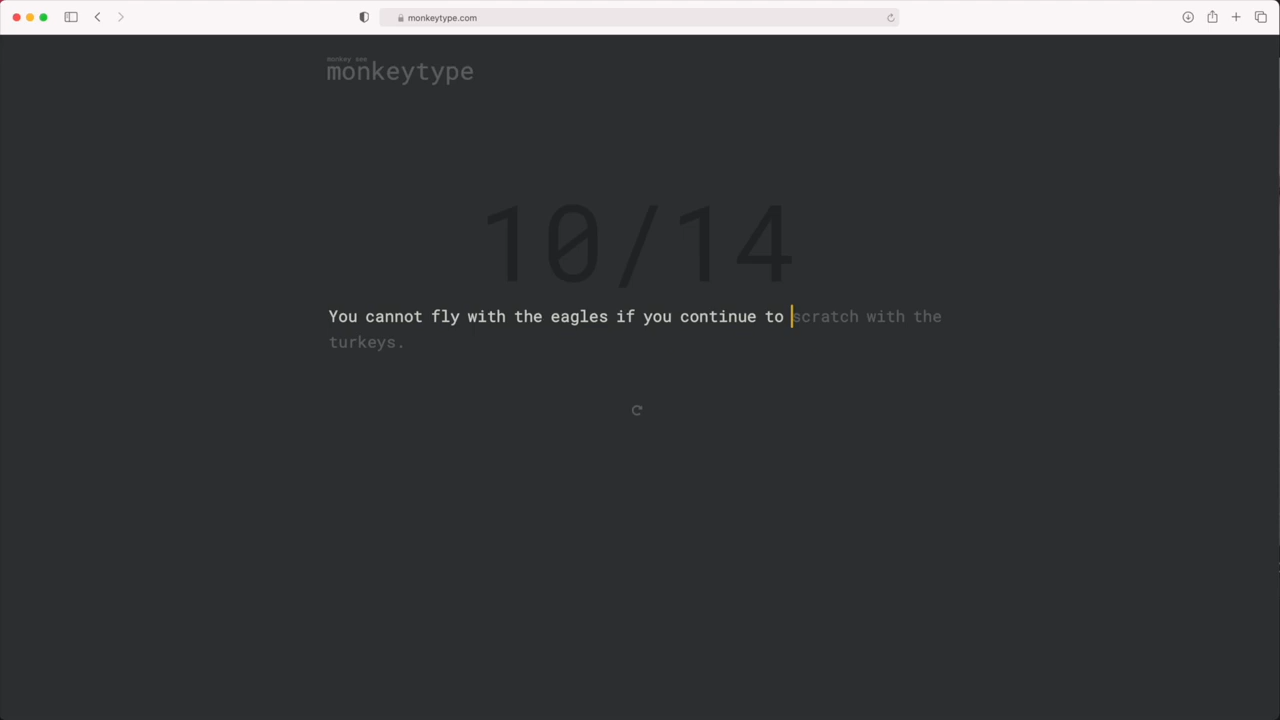 monkeytype.com
monkey see
monkeytype
10/14
You cannot fly with the eagles if you continue to scratch with the
turkeys.